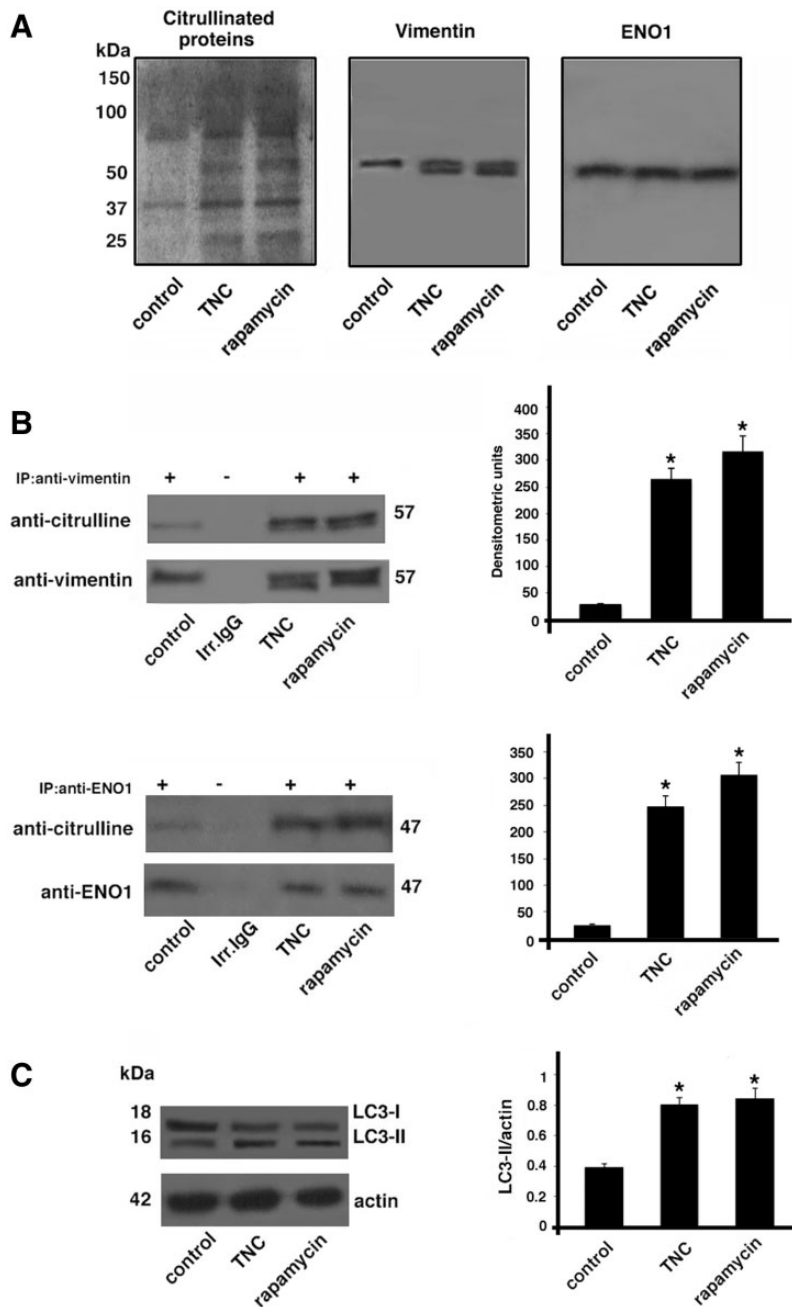 A
Citrullinated
proteins
Vimentin
ENO1
kDa
150
100
50
37
25
control
TNC
rapamycin
control
TNC
rapamycin
control
TNC
rapamycin
B
IP:anti-vimentin + - + +
anti-citrulline 57
anti-vimentin 57
control
Irr.IgG
TNC
rapamycin
Densitometric units
400
350
300
250
200
150
100
50
0
*
*
control
TNC
rapamycin
IP:anti-ENO1 + - + +
anti-citrulline 47
anti-ENO1 47
control
Irr.IgG
TNC
rapamycin
350
300
350
200
150
100
50
0
*
*
control
TNC
rapamycin
C
kDa
18 LC3-I
16 LC3-II
42 actin
control
TNC
rapamycin
LC3-II/actin
1
0.8
0.6
0.4
0.2
0
*
*
control
TNC
rapamycin